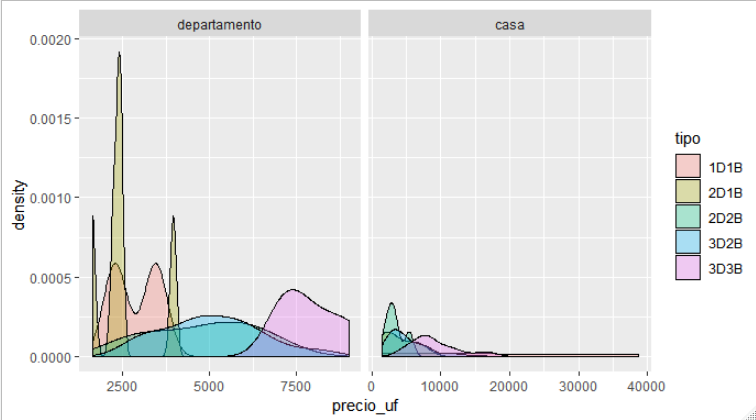 departamento
casa
0.0020
0.0015
0.0010
0.0005
0.0000
density
2500
5000
7500
0
10000
20000
30000
40000
precio_uf
tipo
1D1B
2D1B
2D2B
3D2B
3D3B